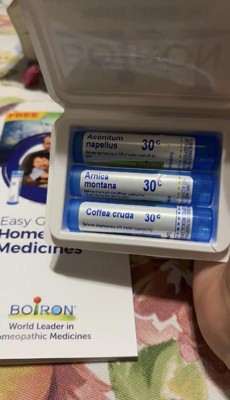 BOIRON
Aconitum
napellus 30c
Arnica
montana 30c
Coffea cruda 30c
FREE
Easy G
Home
Medicines
BOIRON
World Leader in
omeopathic Medicines